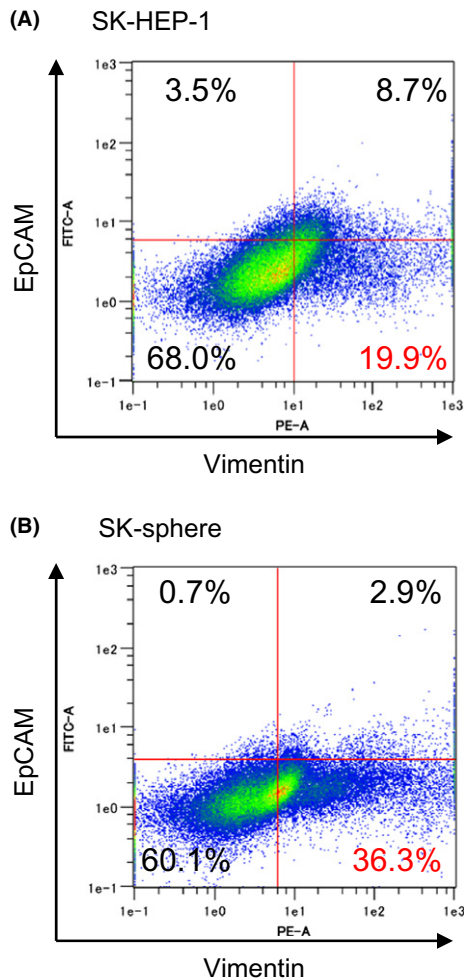 (A) SK-HEP-1
3.5% 8.7%
1e3
1e2
1e1
1e0
1e-1
EpCAM
FITC-A
68.0% 19.9%
1e-1 1e0 1e1 1e2 1e3
PE-A
Vimentin
(B) SK-sphere
0.7% 2.9%
1e3
1e2
1e1
1e0
1e-1
EpCAM
FITC-A
60.1% 36.3%
1e-1 1e0 1e1 1e2 1e3
PE-A
Vimentin